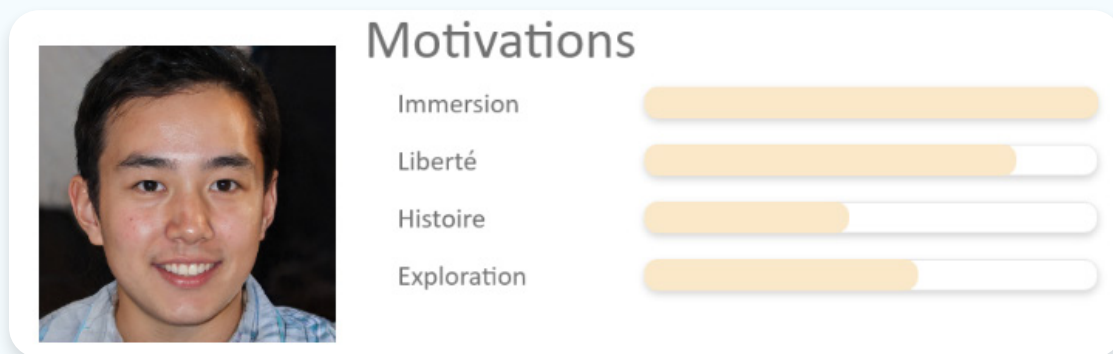 Motivations
Immersion
Liberté
Histoire
Exploration